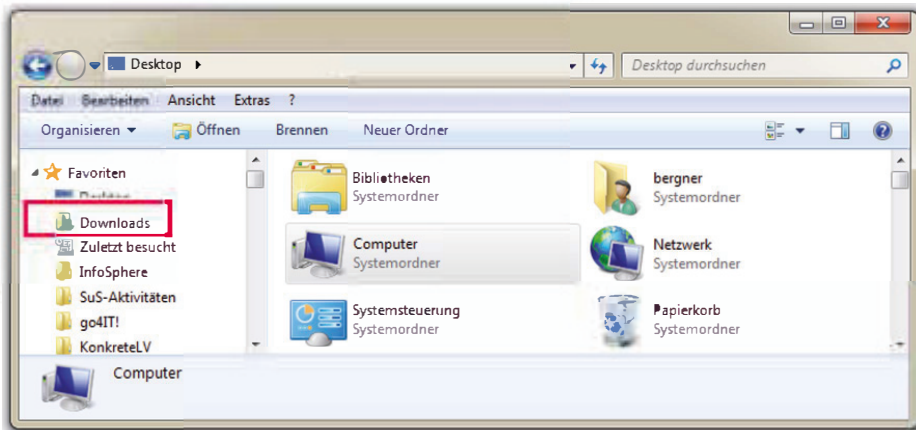 Desktop
Desktop durchsuchen
Datei Bearbeiten Ansicht Extras ?
Organisieren Öffnen Brennen Neuer Ordner
Favoriten
Desktop
Downloads
Zuletzt besucht
InfoSphere
SuS-Aktivitäten
go4IT!
KonkreteLV
Bibliotheken
Systemordner
bergner
Systemordner
Computer
Systemordner
Netzwerk
Systemordner
Systemsteuerung
Systemordner
Papierkorb
Systemordner
Computer